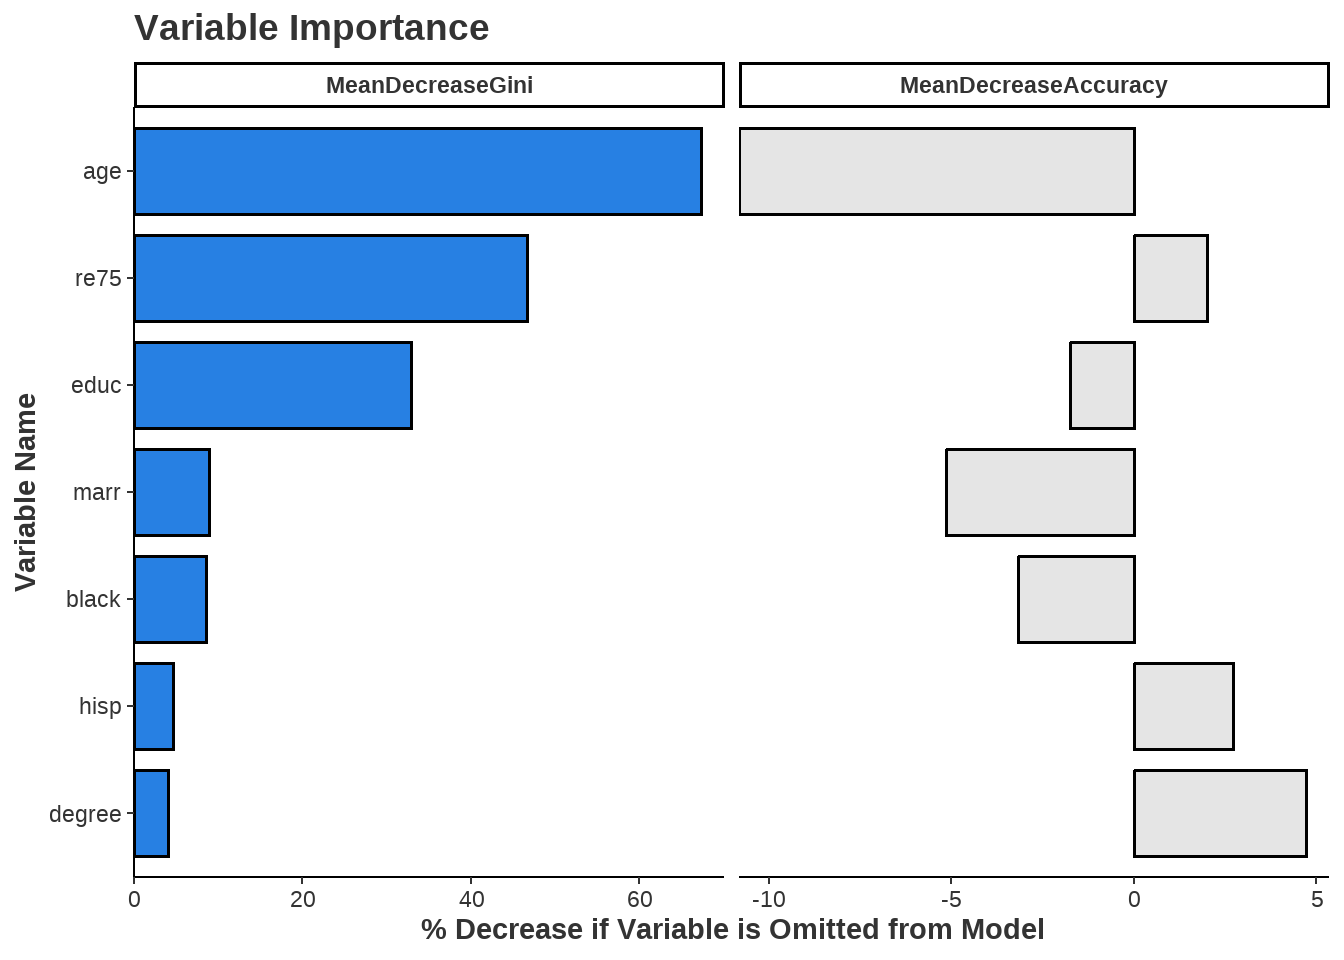 Variable Importance
MeanDecreaseGini
MeanDecreaseAccuracy
Variable Name
age
re75
educ
marr
black
hisp
degree
0 20 40 60
-10 -5 0 5
% Decrease if Variable is Omitted from Model